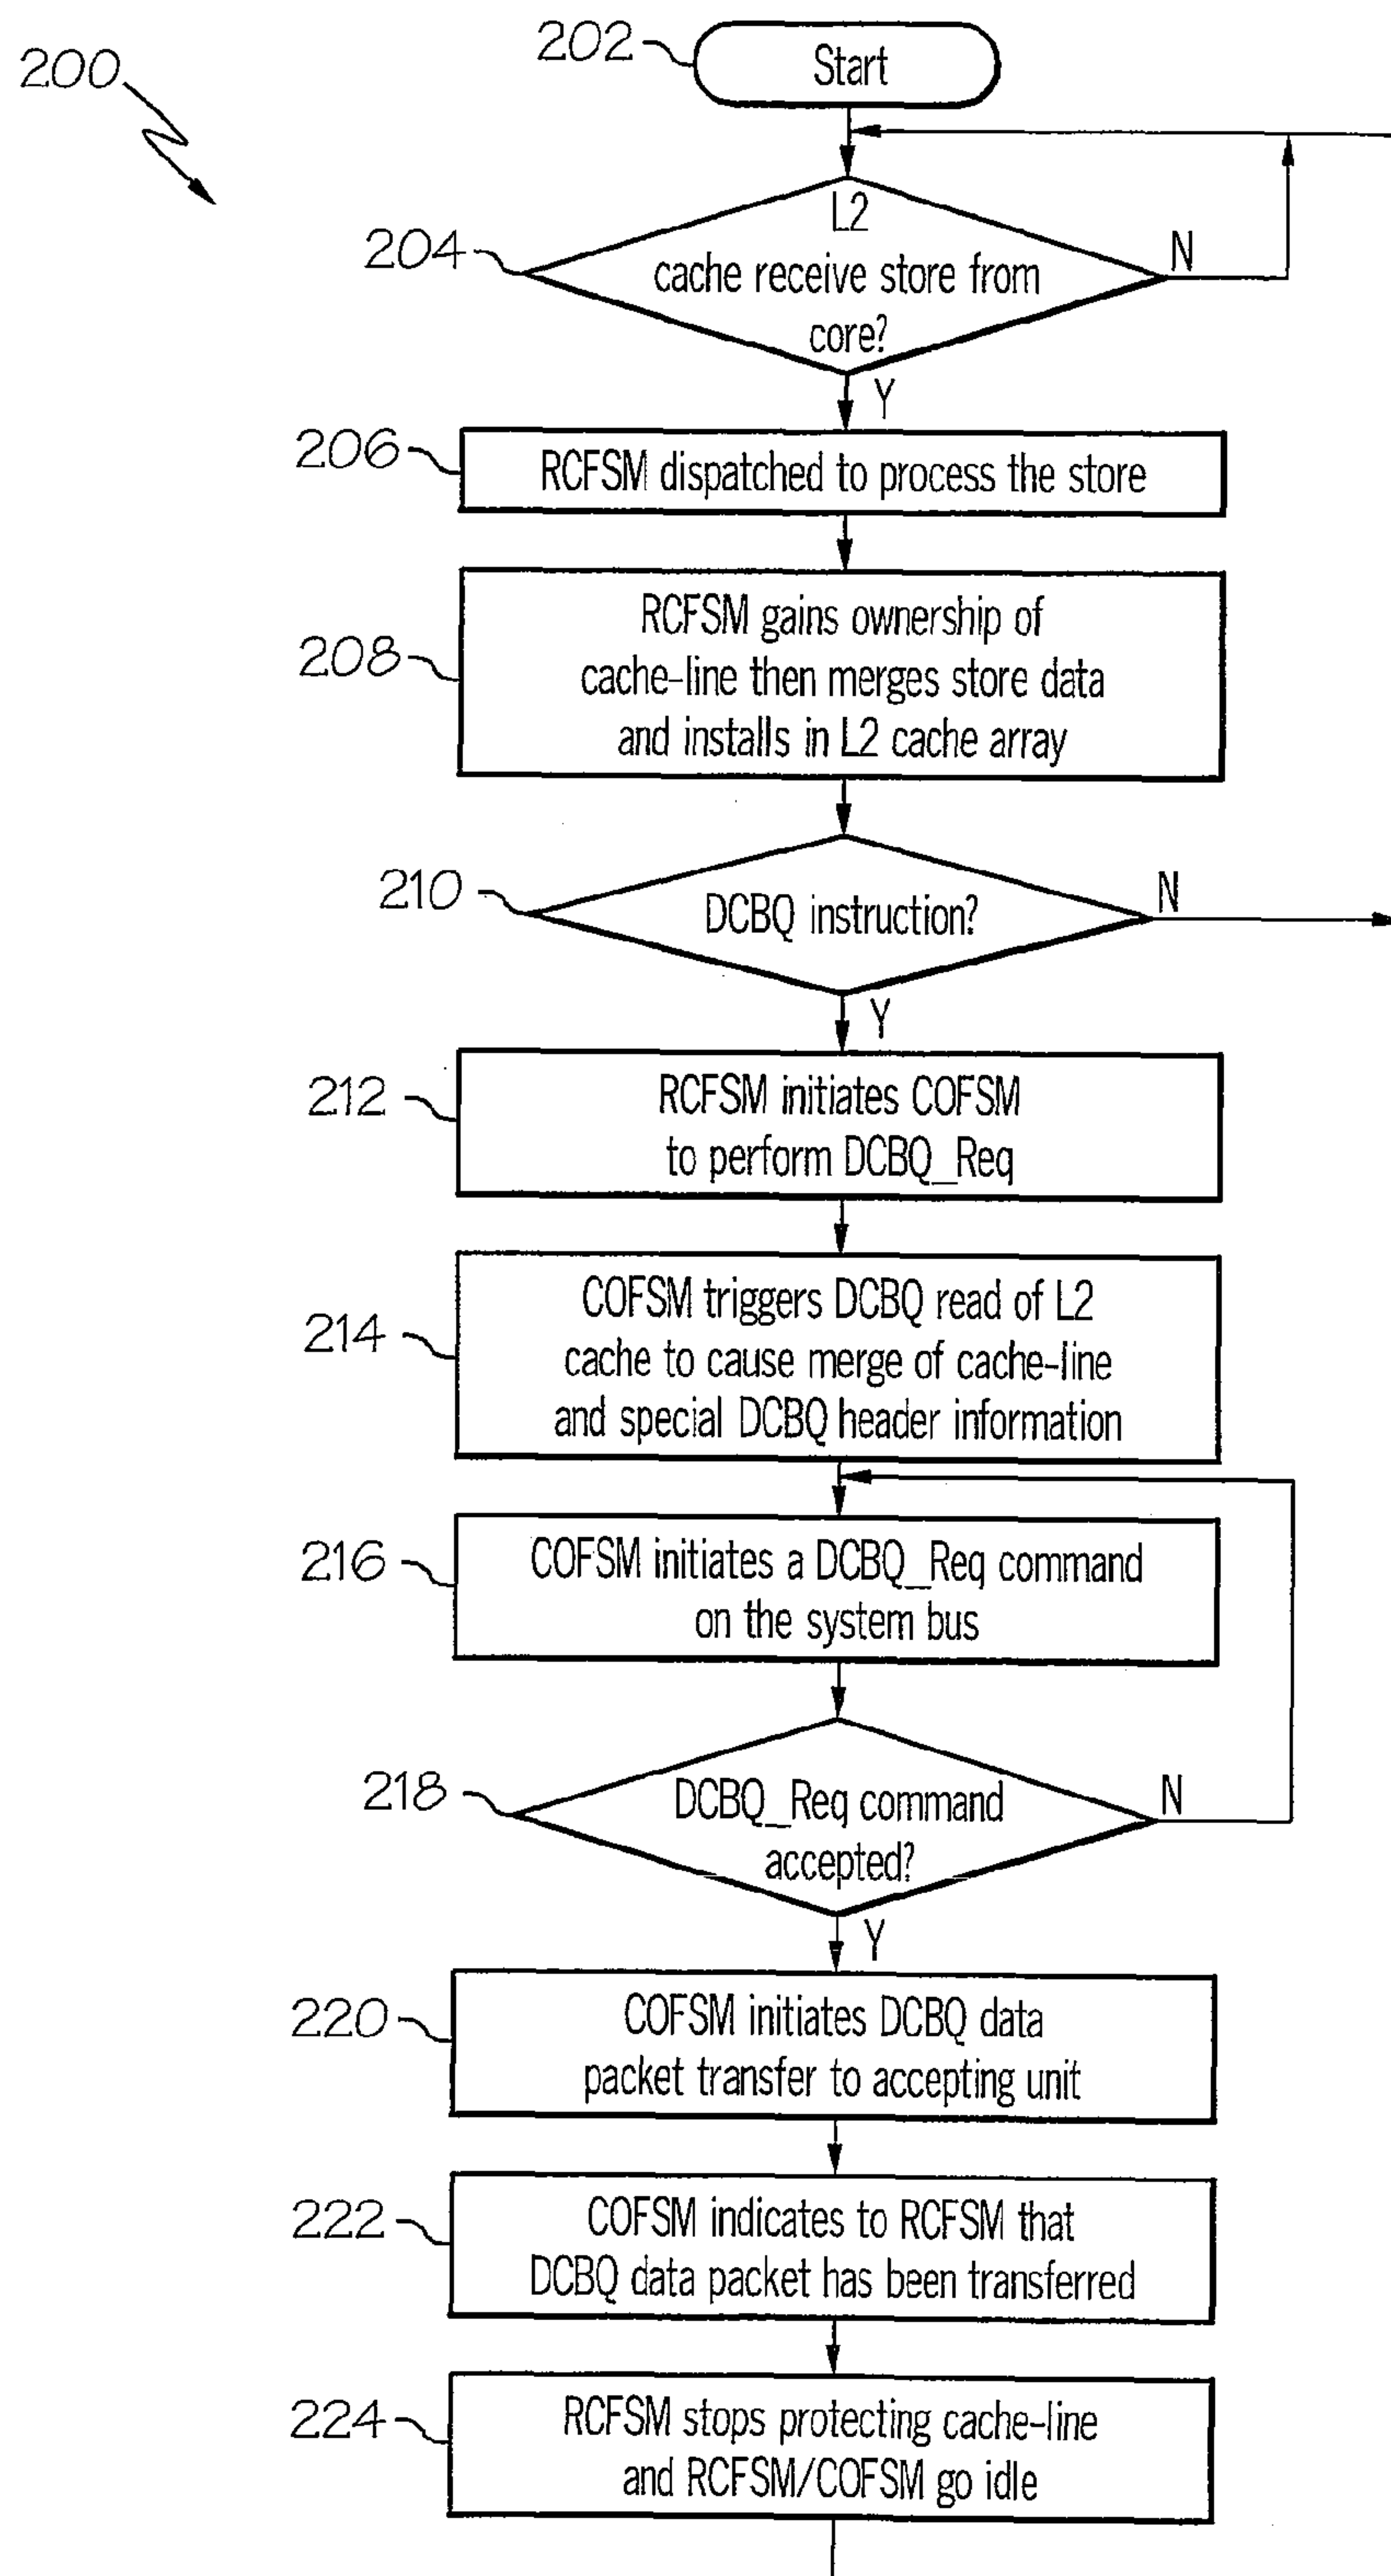 200
202
Start
204
L2
cache receive store from
core?
N
Y
206
RCFSM dispatched to process the store
208
RCFSM gains ownership of
cache-line then merges store data
and installs in L2 cache array
210
DCBQ instruction?
N
Y
212
RCFSM initiates COFSM
to perform DCBQ_Req
214
COFSM triggers DCBQ read of L2
cache to cause merge of cache-line
and special DCBQ header information
216
COFSM initiates a DCBQ_Req command
on the system bus
218
DCBQ_Req command
accepted?
N
Y
220
COFSM initiates DCBQ data
packet transfer to accepting unit
222
COFSM indicates to RCFSM that
DCBQ data packet has been transferred
224
RCFSM stops protecting cache-line
and RCFSM/COFSM go idle